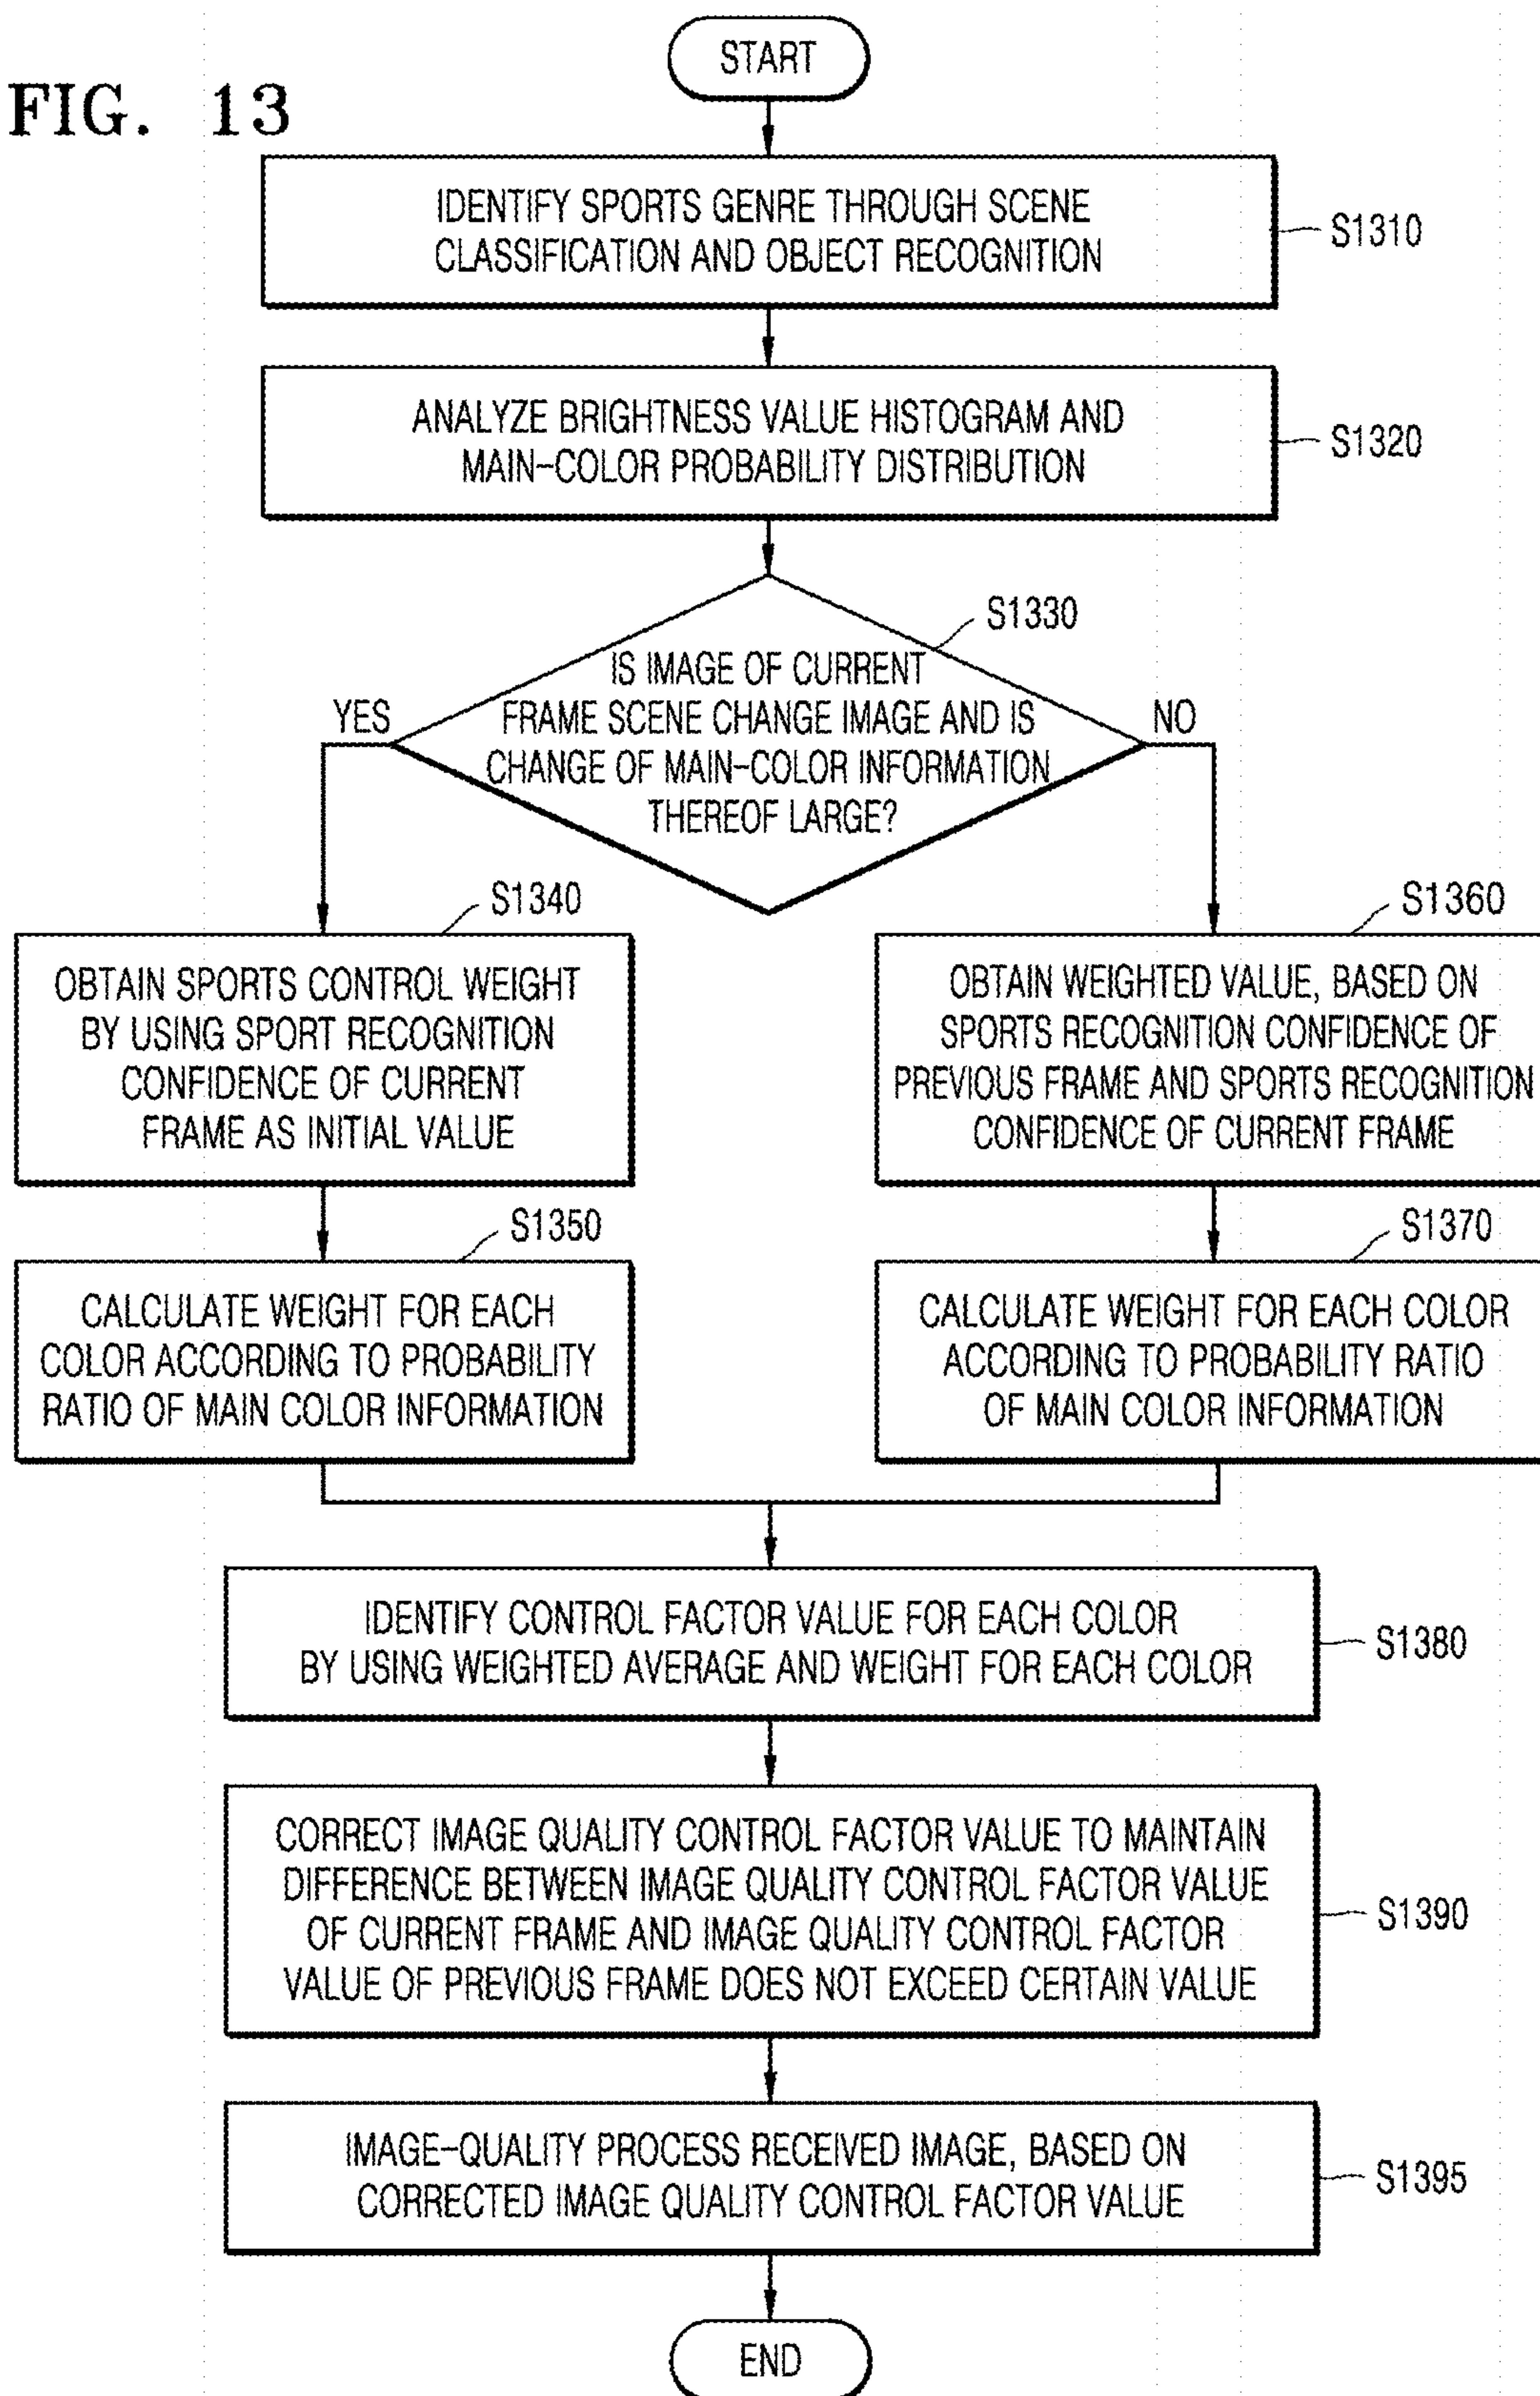 START
FIG. 13
IDENTIFY SPORTS GENRE THROUGH SCENE
CLASSIFICATION AND OBJECT RECOGNITION
S1310
ANALYZE BRIGHTNESS VALUE HISTOGRAM AND
MAIN-COLOR PROBABILITY DISTRIBUTION
S1320
S1330
IS IMAGE OF CURRENT
FRAME SCENE CHANGE IMAGE AND IS
CHANGE OF MAIN-COLOR INFORMATION
THEREOF LARGE?
YES
NO
S1340
OBTAIN SPORTS CONTROL WEIGHT
BY USING SPORT RECOGNITION
CONFIDENCE OF CURRENT
FRAME AS INITIAL VALUE
S1360
OBTAIN WEIGHTED VALUE, BASED ON
SPORTS RECOGNITION CONFIDENCE OF
PREVIOUS FRAME AND SPORTS RECOGNITION
CONFIDENCE OF CURRENT FRAME
S1350
CALCULATE WEIGHT FOR EACH
COLOR ACCORDING TO PROBABILITY
RATIO OF MAIN COLOR INFORMATION
S1370
CALCULATE WEIGHT FOR EACH COLOR
ACCORDING TO PROBABILITY RATIO
OF MAIN COLOR INFORMATION
IDENTIFY CONTROL FACTOR VALUE FOR EACH COLOR
BY USING WEIGHTED AVERAGE AND WEIGHT FOR EACH COLOR
S1380
CORRECT IMAGE QUALITY CONTROL FACTOR VALUE TO MAINTAIN
DIFFERENCE BETWEEN IMAGE QUALITY CONTROL FACTOR VALUE
OF CURRENT FRAME AND IMAGE QUALITY CONTROL FACTOR
VALUE OF PREVIOUS FRAME DOES NOT EXCEED CERTAIN VALUE
S1390
IMAGE-QUALITY PROCESS RECEIVED IMAGE, BASED ON
CORRECTED IMAGE QUALITY CONTROL FACTOR VALUE
S1395
END